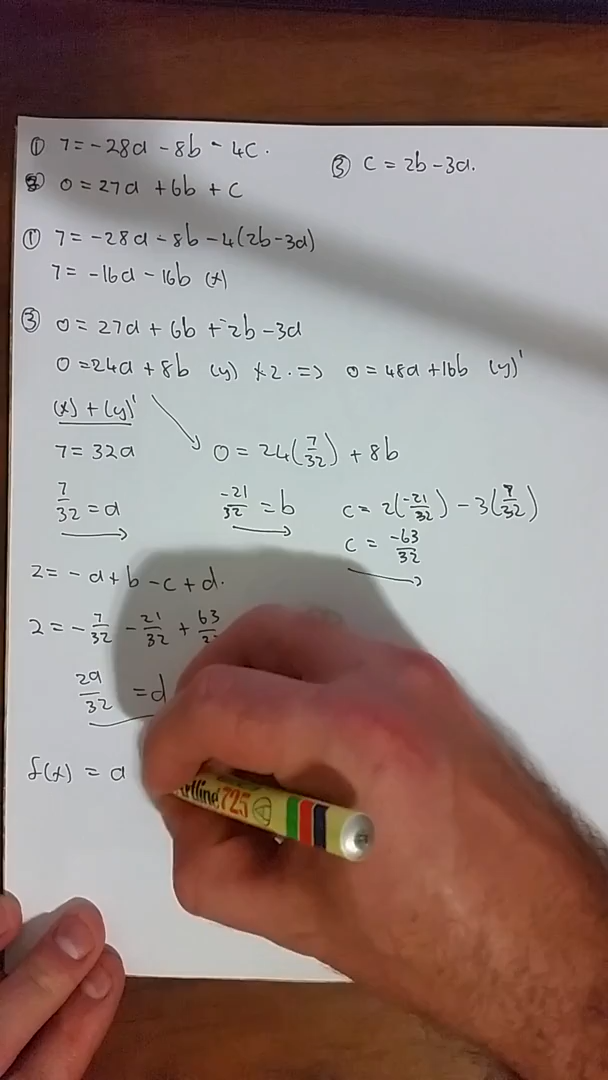 ① 7 = -28a - 8b - 4c. ③ c = 2b - 3a.
② 0 = 27a + 6b + c
① 7 = -28a - 8b - 4(2b - 3a)
7 = -16a - 16b (x)
③ 0 = 27a + 6b + 2b - 3a
0 = 24a + 8b (y) × 2. => 0 = 48a + 16b (y)'
(x) + (y)'
7 = 32a 0 = 24(7/32) + 8b
7/32 = a -21/32 = b c = 2(-21/32) - 3(7/32)
c = -63/32
2 = -a + b - c + d.
2 = -7/32 - 21/32 + 63
29/32 = d
f(x) = a
725